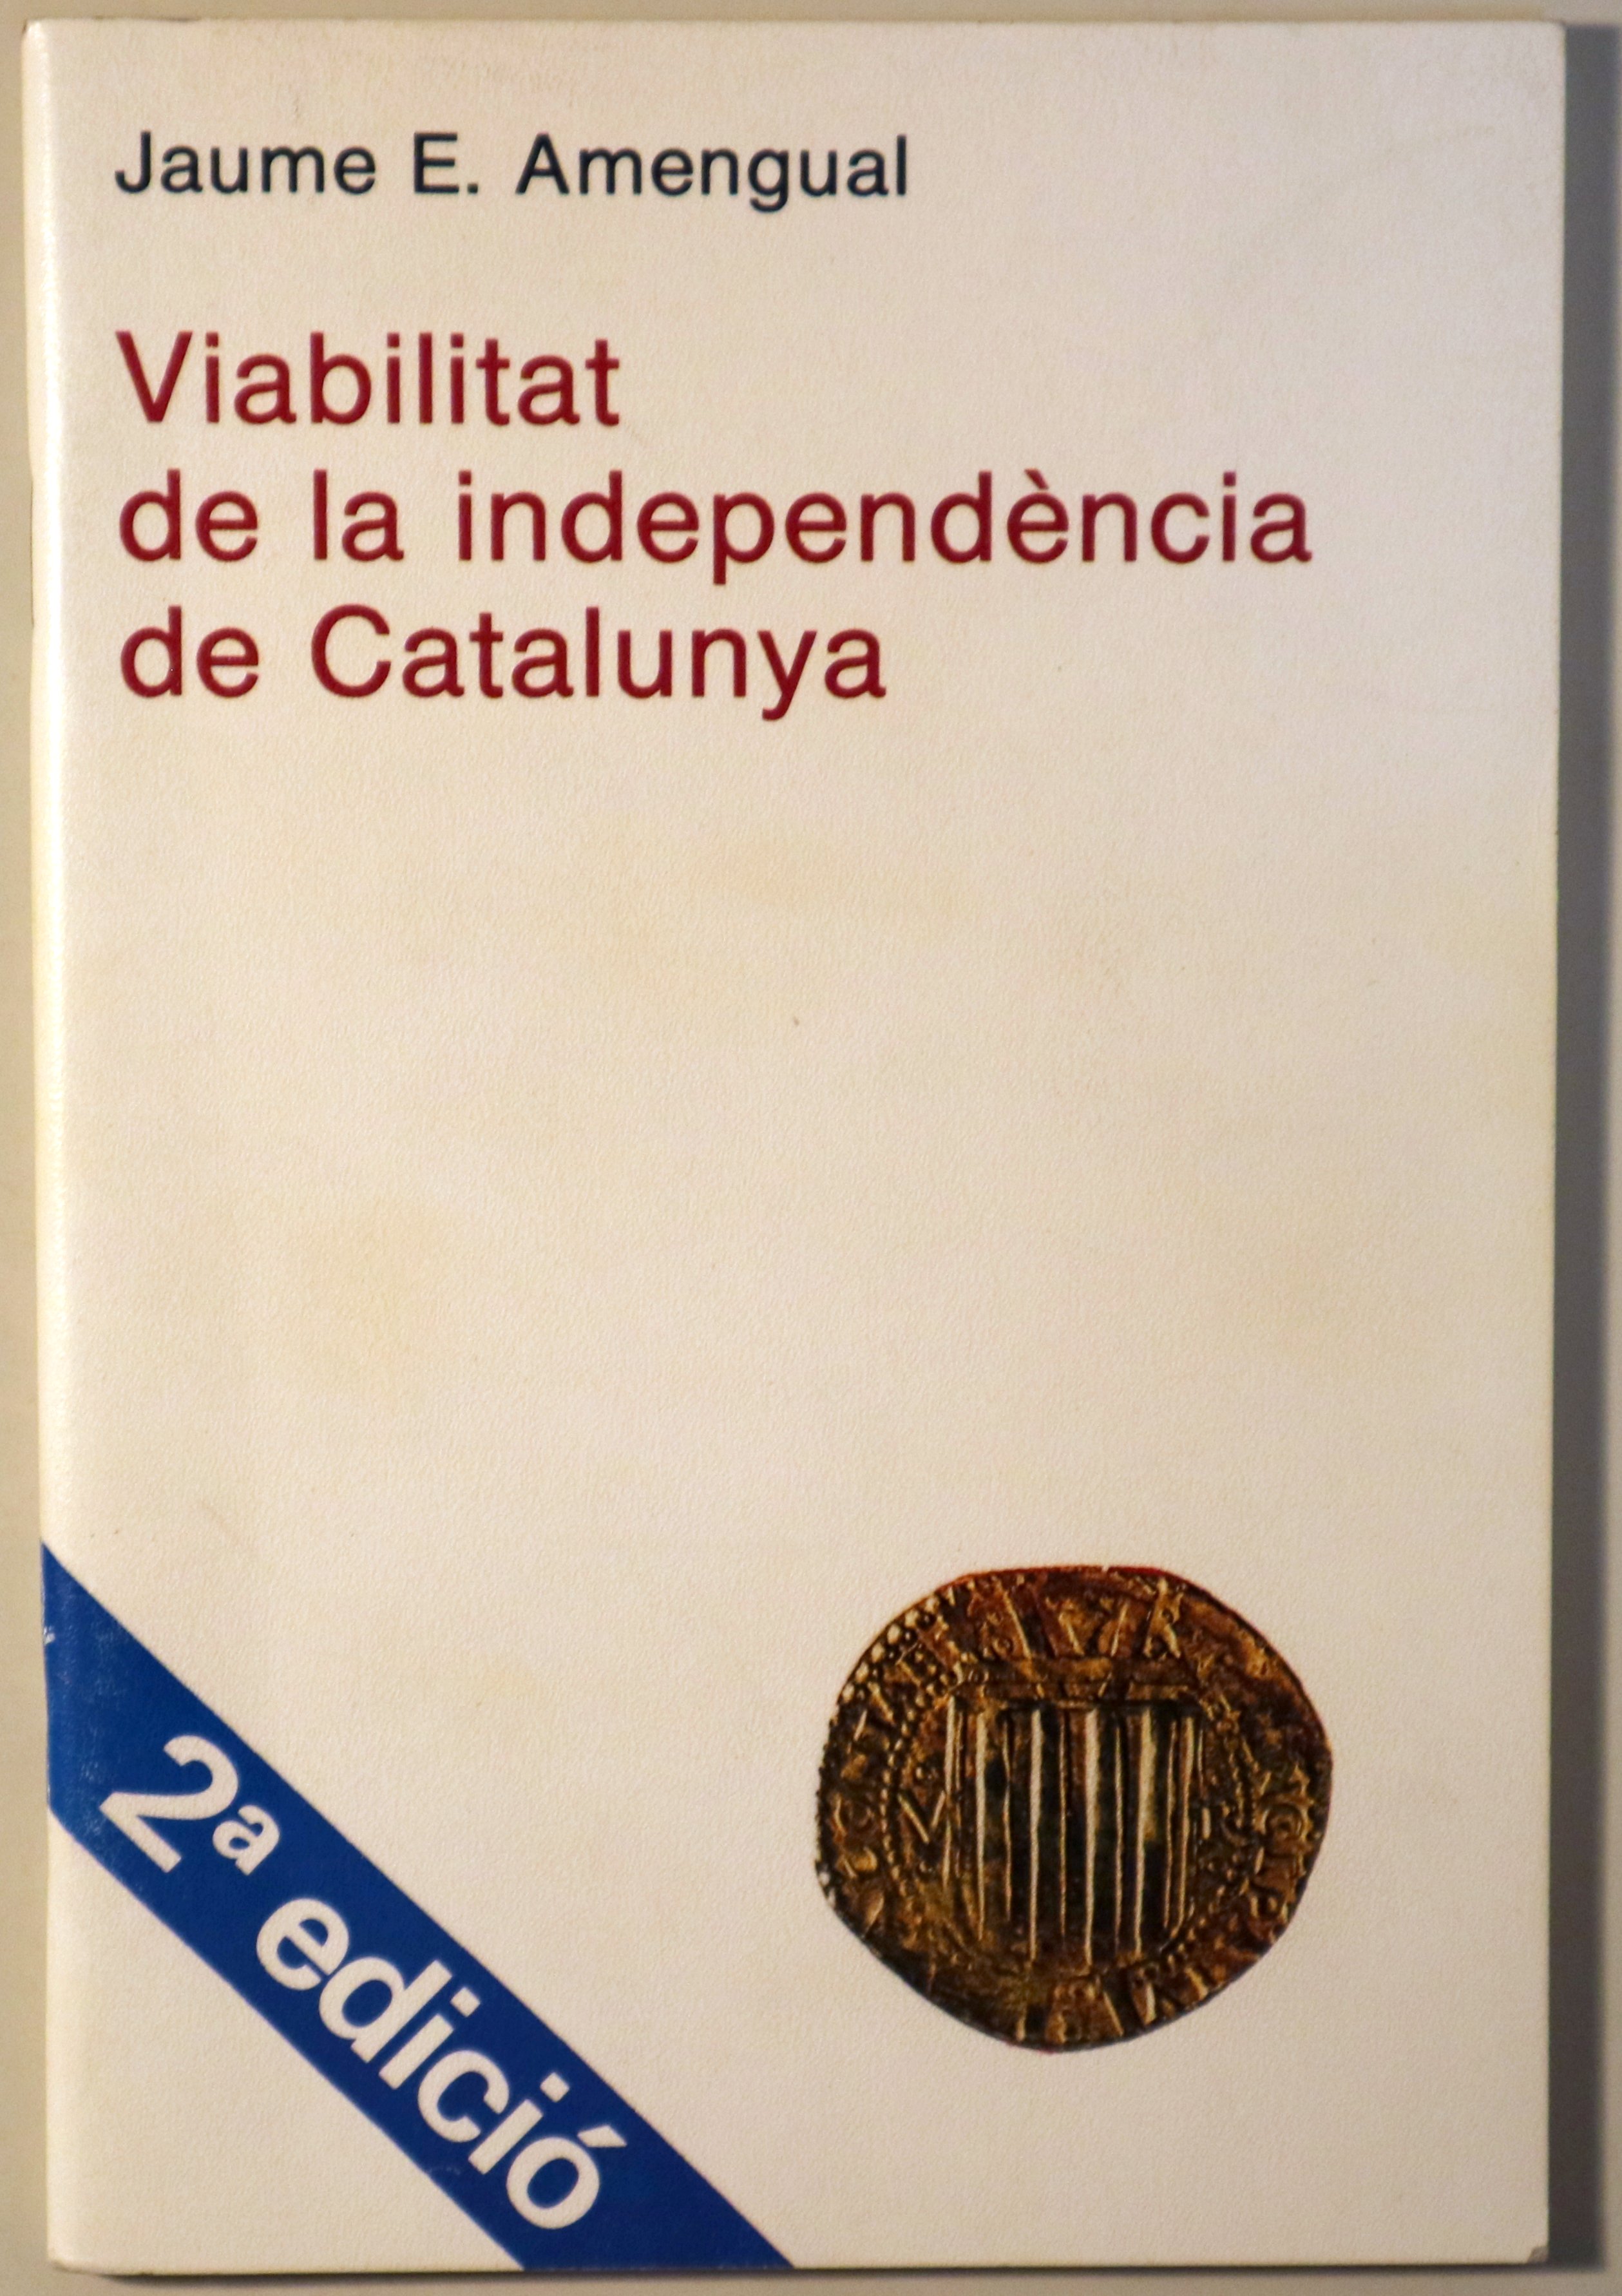 Jaume E. Amengual
Viabilitat
de la independència
de Catalunya
2ª edició